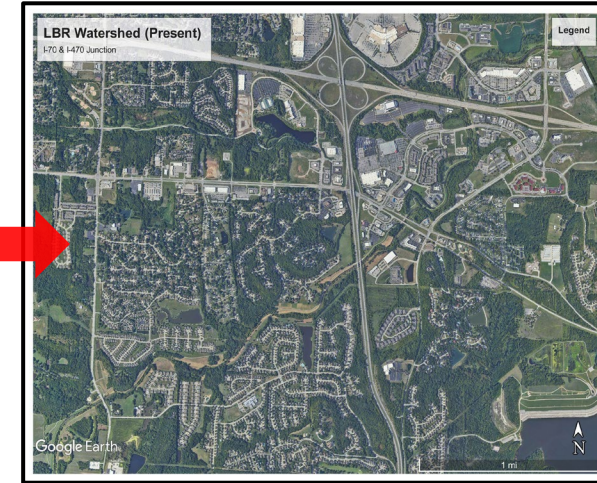 LBR Watershed (Present)
I-70 & I-470 Junction
Legend
Google Earth
1 mi
N